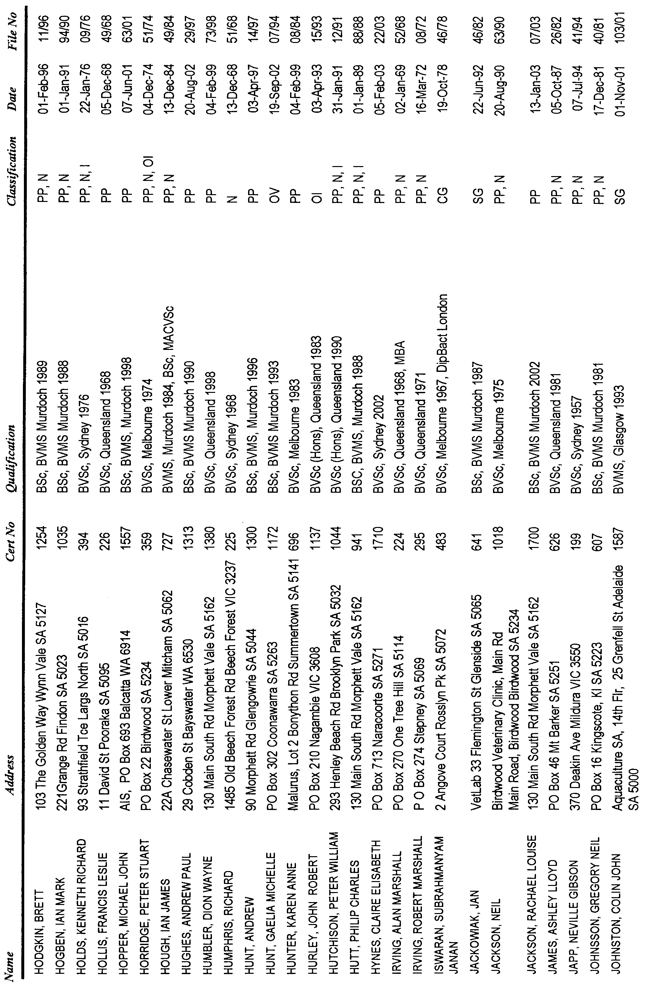 Name Address Cert No Qualification Classification Date File No
HODGKIN, BRETT 103 The Golden Way Wynn Vale SA 5127 1254 BSc, BVMS Murdoch 1989 PP, N 01-Feb-96 11/96
HOGBEN, IAN MARK 221Grange Rd Findon SA 5023 1035 BSc, BVMS Murdoch 1988 PP, N 01-Jan-91 94/90
HOLDS, KENNETH RICHARD 93 Strathfield Tce Largs North SA 5016 394 BVSc, Sydney 1976 PP, N, I 22-Jan-76 09/76
HOLLIS, FRANCIS LESLIE 11 David St Pooraka SA 5095 226 BVSc, Queensland 1968 PP 05-Dec-68 49/68
HOPPER, MICHAEL JOHN AIS, PO Box 693 Balcatta WA 6914 1557 BSc, BVMS, Murdoch 1998 PP 07-Jun-01 63/01
HORRIDGE, PETER STUART PO Box 22 Birdwood SA 5234 359 BVSc, Melbourne 1974 PP, N, OI 04-Dec-74 51/74
HOUGH, IAN JAMES 22A Chasewater St Lower Mitcham SA 5062 727 BVMS, Murdoch 1984, BSc, MACVSc PP, N 13-Dec-84 49/84
HUGHES, ANDREW PAUL 29 Cobden St Bayswater WA 6530 1313 BSc, BVMS Murdoch 1990 PP 20-Aug-02 29/97
HUMBLER, DION WAYNE 130 Main South Rd Morphett Vale SA 5162 1380 BVSc, Queensland 1998 PP 04-Feb-99 73/98
HUMPHRIS, RICHARD 1485 Old Beech Forest Rd Beech Forest VIC 3237 225 BVSc, Sydney 1968 N 13-Dec-68 51/68
HUNT, ANDREW 90 Morphett Rd Glengowrie SA 5044 1300 BSc, BVMS, Murdoch 1996 PP 03-Apr-97 14/97
HUNT, GAELIA MICHELLE PO Box 302 Coonawarra SA 5263 1172 BSc, BVMS Murdoch 1993 OV 19-Sep-02 07/94
HUNTER, KAREN ANNE Malurus, Lot 2 Bonython Rd Summertown SA 5141 696 BVSc, Melbourne 1983 PP 04-Feb-99 08/84
HURLEY, JOHN ROBERT PO Box 210 Nagambie VIC 3608 1137 BVSc (Hons), Queensland 1983 OI 03-Apr-93 15/93
HUTCHISON, PETER WILLIAM 293 Henley Beach Rd Brooklyn Park SA 5032 1044 BVSc (Hons), Queensland 1990 PP, N, I 31-Jan-91 12/91
HUTT, PHILIP CHARLES 130 Main South Rd Morphett Vale SA 5162 941 BSC, BVMS, Murdoch 1988 PP, N, I 01-Jan-89 88/88
HYNES, CLAIRE ELISABETH PO Box 713 Naracoorte SA 5271 1710 BVSc, Sydney 2002 PP 05-Feb-03 22/03
IRVING, ALAN MARSHALL PO Box 270 One Tree Hill SA 5114 224 BVSc, Queensland 1968, MBA PP, N 02-Jan-69 52/68
IRVING, ROBERT MARSHALL P O Box 274 Stepney SA 5069 295 BVSc, Queensland 1971 PP, N 16-Mar-72 08/72
ISWARAN, SUBRAHMANYAM 2 Angove Court Rosslyn Pk SA 5072 483 BVSc, Melbourne 1967, DipBact London CG 19-Oct-78 46/78
JANAN
JACKOWIAK, JAN VetLab 33 Flemington St Glenside SA 5065 641 BSc, BVMS Murdoch 1987 SG 22-Jun-92 46/82
JACKSON, NEIL Birdwood Veterinary Clinic, Main Rd 1018 BVSc, Melbourne 1975 PP, N 20-Aug-90 63/90
Main Road, Birdwood Birdwood SA 5234
JACKSON, RACHAEL LOUISE 130 Main South Rd Morphett Vale SA 5162 1700 BSc, BVMS Murdoch 2002 PP 13-Jan-03 07/03
JAMES, ASHLEY LLOYD PO Box 46 Mt Barker SA 5251 626 BVSc, Queensland 1981 PP, N 05-Oct-87 26/82
JAPP, NEVILLE GIBSON 370 Deakin Ave Mildura VIC 3550 199 BVSc, Sydney 1957 PP, N 07-Jul-94 41/94
JOHNSSON, GREGORY NEIL PO Box 16 Kingscote, KI SA 5223 607 BSc, BVMS Murdoch 1981 PP, N 17-Dec-81 40/81
JOHNSTON, COLIN JOHN Aquaculture SA, 14th Flr, 25 Grenfell St Adelaide 1587 BVMS, Glasgow 1993 SG 01-Nov-01 103/01
SA 5000